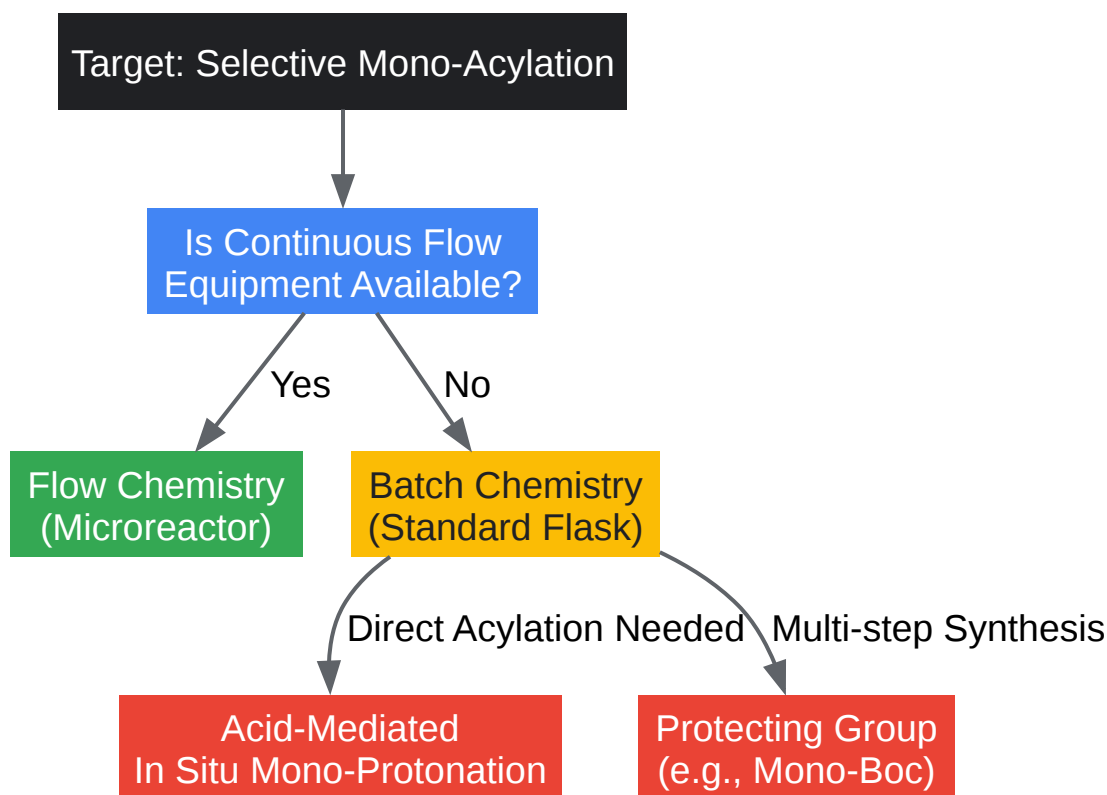 Target: Selective Mono-Acylation
Is Continuous Flow
Equipment Available?
Yes
No
Flow Chemistry
(Microreactor)
Batch Chemistry
(Standard Flask)
Direct Acylation Needed
Multi-step Synthesis
Acid-Mediated
In Situ Mono-Protonation
Protecting Group
(e.g., Mono-Boc)